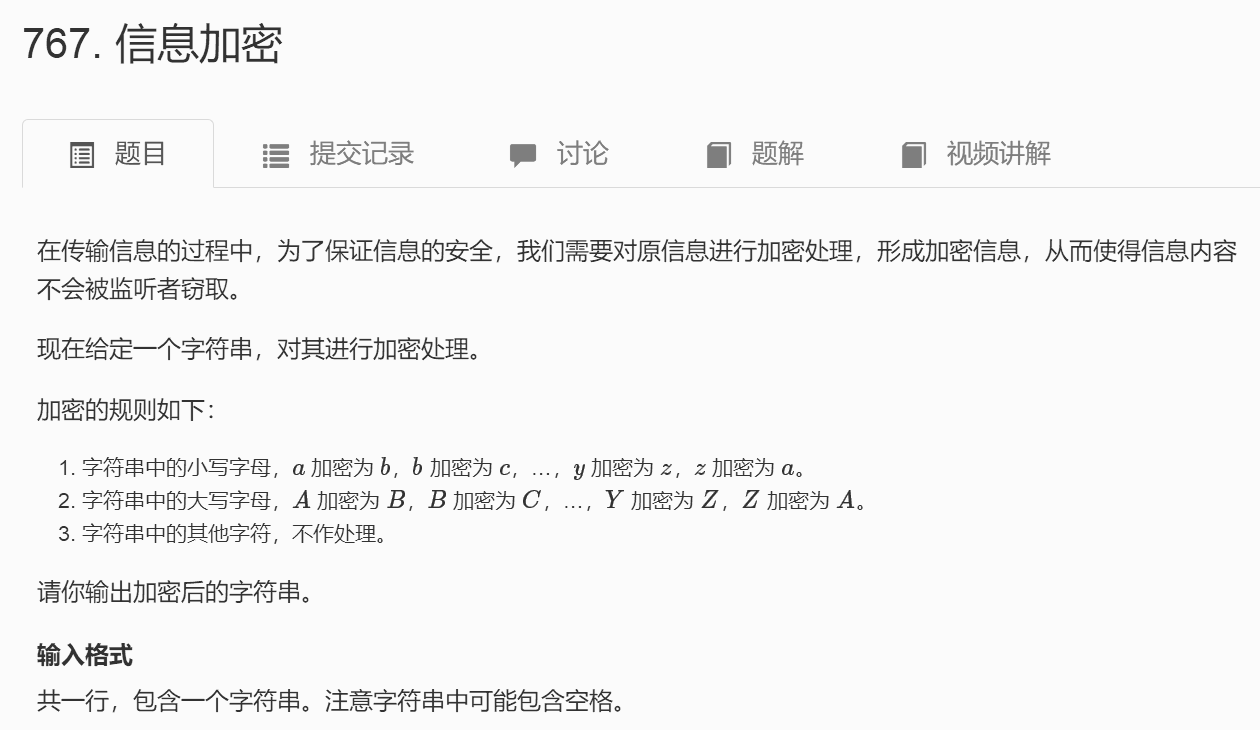 767. 信息加密
题目 提交记录 讨论 题解 视频讲解
在传输信息的过程中，为了保证信息的安全，我们需要对原信息进行加密处理，形成加密信息，从而使得信息内容
不会被监听者窃取。
现在给定一个字符串，对其进行加密处理。
加密的规则如下：
1. 字符串中的小写字母，a 加密为 b，b 加密为 c，…，y 加密为 z，z 加密为 a。
2. 字符串中的大写字母，A 加密为 B，B 加密为 C，…，Y 加密为 Z，Z 加密为 A。
3. 字符串中的其他字符，不作处理。
请你输出加密后的字符串。
输入格式
共一行，包含一个字符串。注意字符串中可能包含空格。